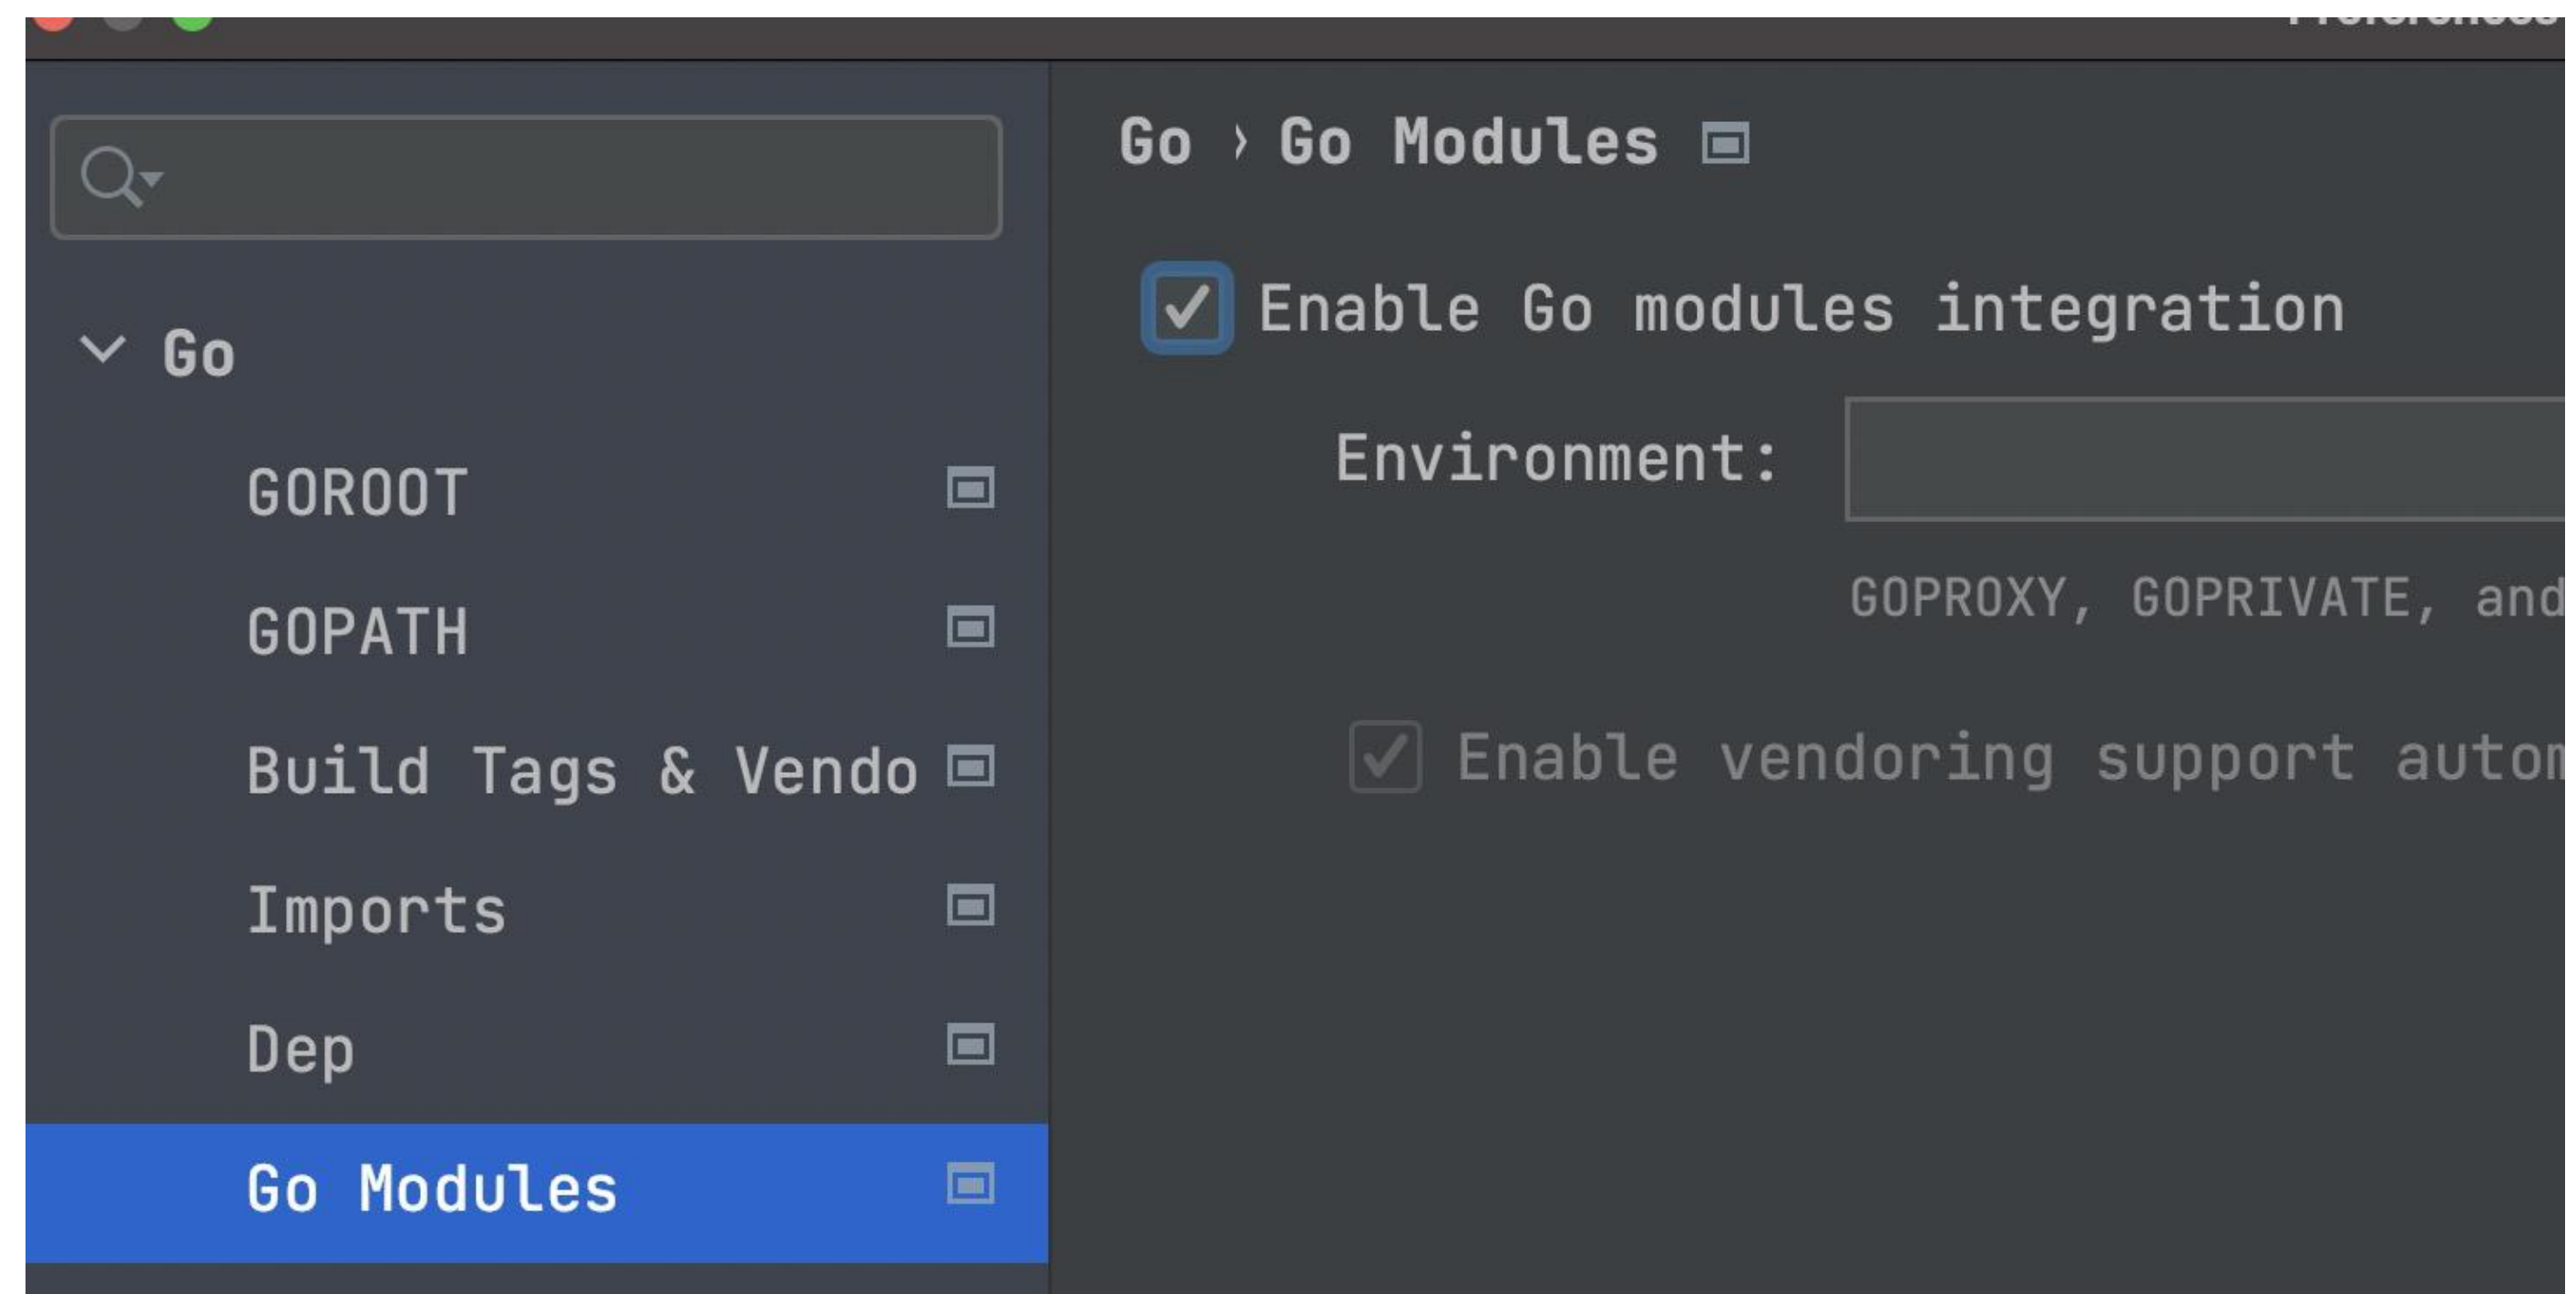 Go › Go Modules
Enable Go modules integration
Environment:
GOPROXY, GOPRIVATE, and
Enable vendoring support autom
Go
GOROOT
GOPATH
Build Tags & Vendo
Imports
Dep
Go Modules